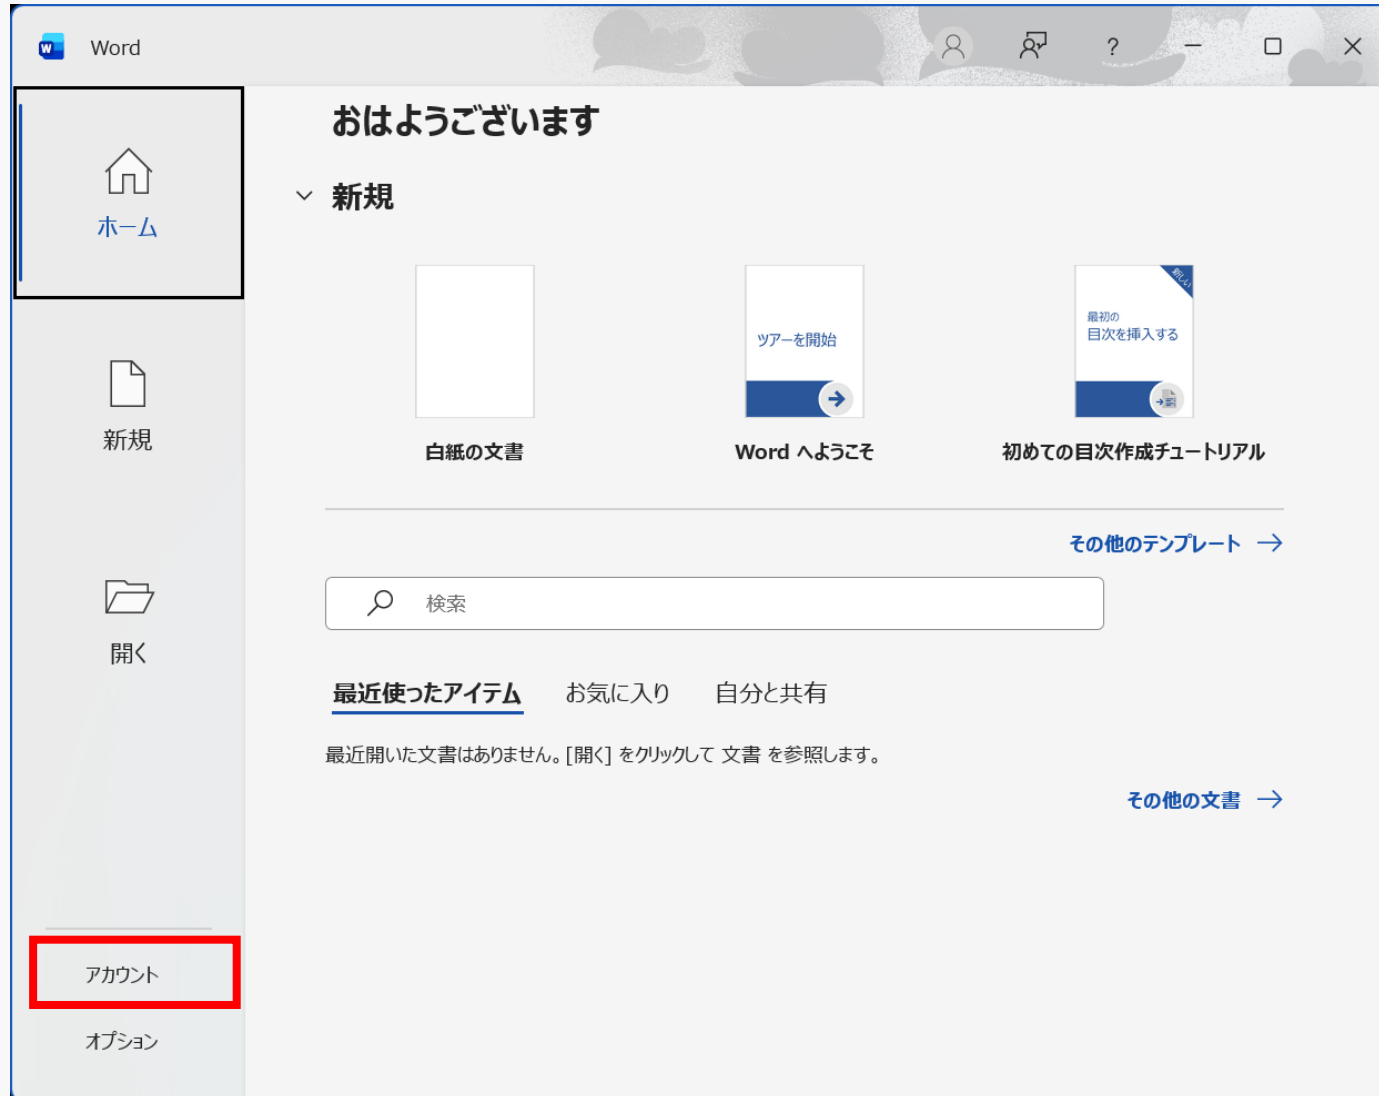 Word
?
おはようございます
新規
ホーム
新規
開く
新しい
ツアーを開始
最初の
目次を挿入する
白紙の文書
Word へようこそ
初めての目次作成チュートリアル
その他のテンプレート
検索
最近使ったアイテム
お気に入り
自分と共有
最近開いた文書はありません。[開く] をクリックして 文書 を参照します。
その他の文書
アカウント
オプション